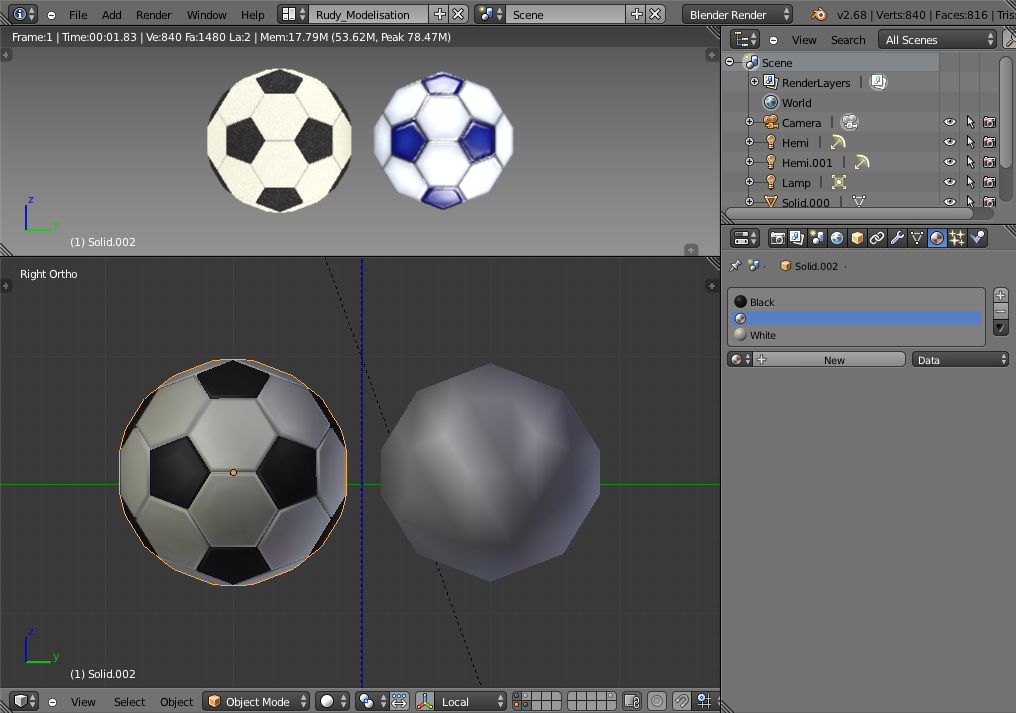 File Add Render Window Help Rudy_Modelisation Scene Blender Render v2.68 | Verts:840 | Faces:816 | Tris:
Frame:1 | Time:00:01.83 | Ve:840 Fa:1480 La:2 | Mem:17.79M (53.62M, Peak 78.47M)
View Search All Scenes
Scene
RenderLayers |
World
Camera |
Hemi |
Hemi.001 |
Lamp |
Solid.000 |
z
y
(1) Solid.002
Solid.002
Right Ortho
Black
White
New Data
z
y
(1) Solid.002
View Select Object Object Mode Local